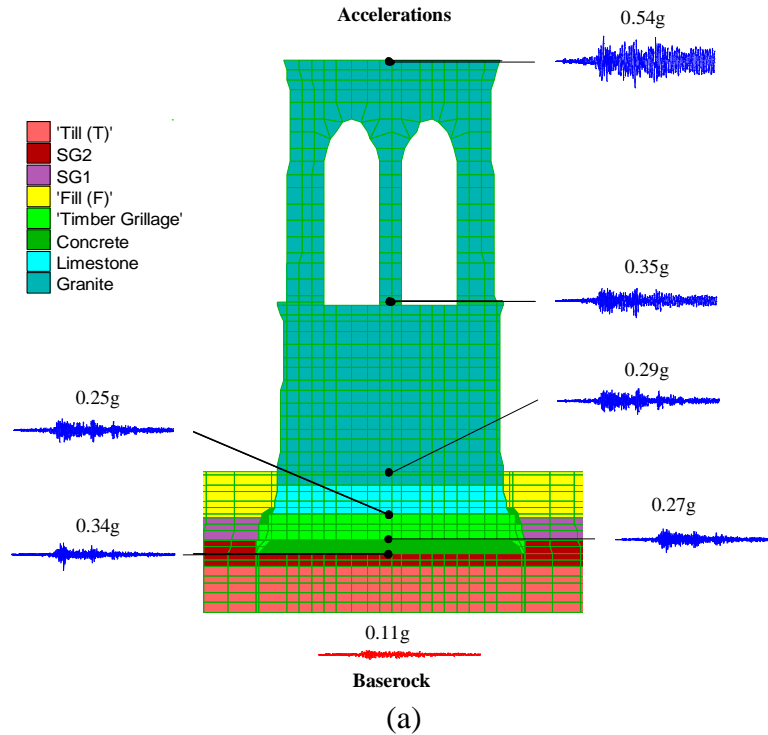 Accelerations
0.54g
'Till (T)'
SG2
SG1
'Fill (F)'
'Timber Grillage'
Concrete
Limestone
Granite
0.35g
0.29g
0.25g
0.27g
0.34g
0.11g
Baserock
(a)